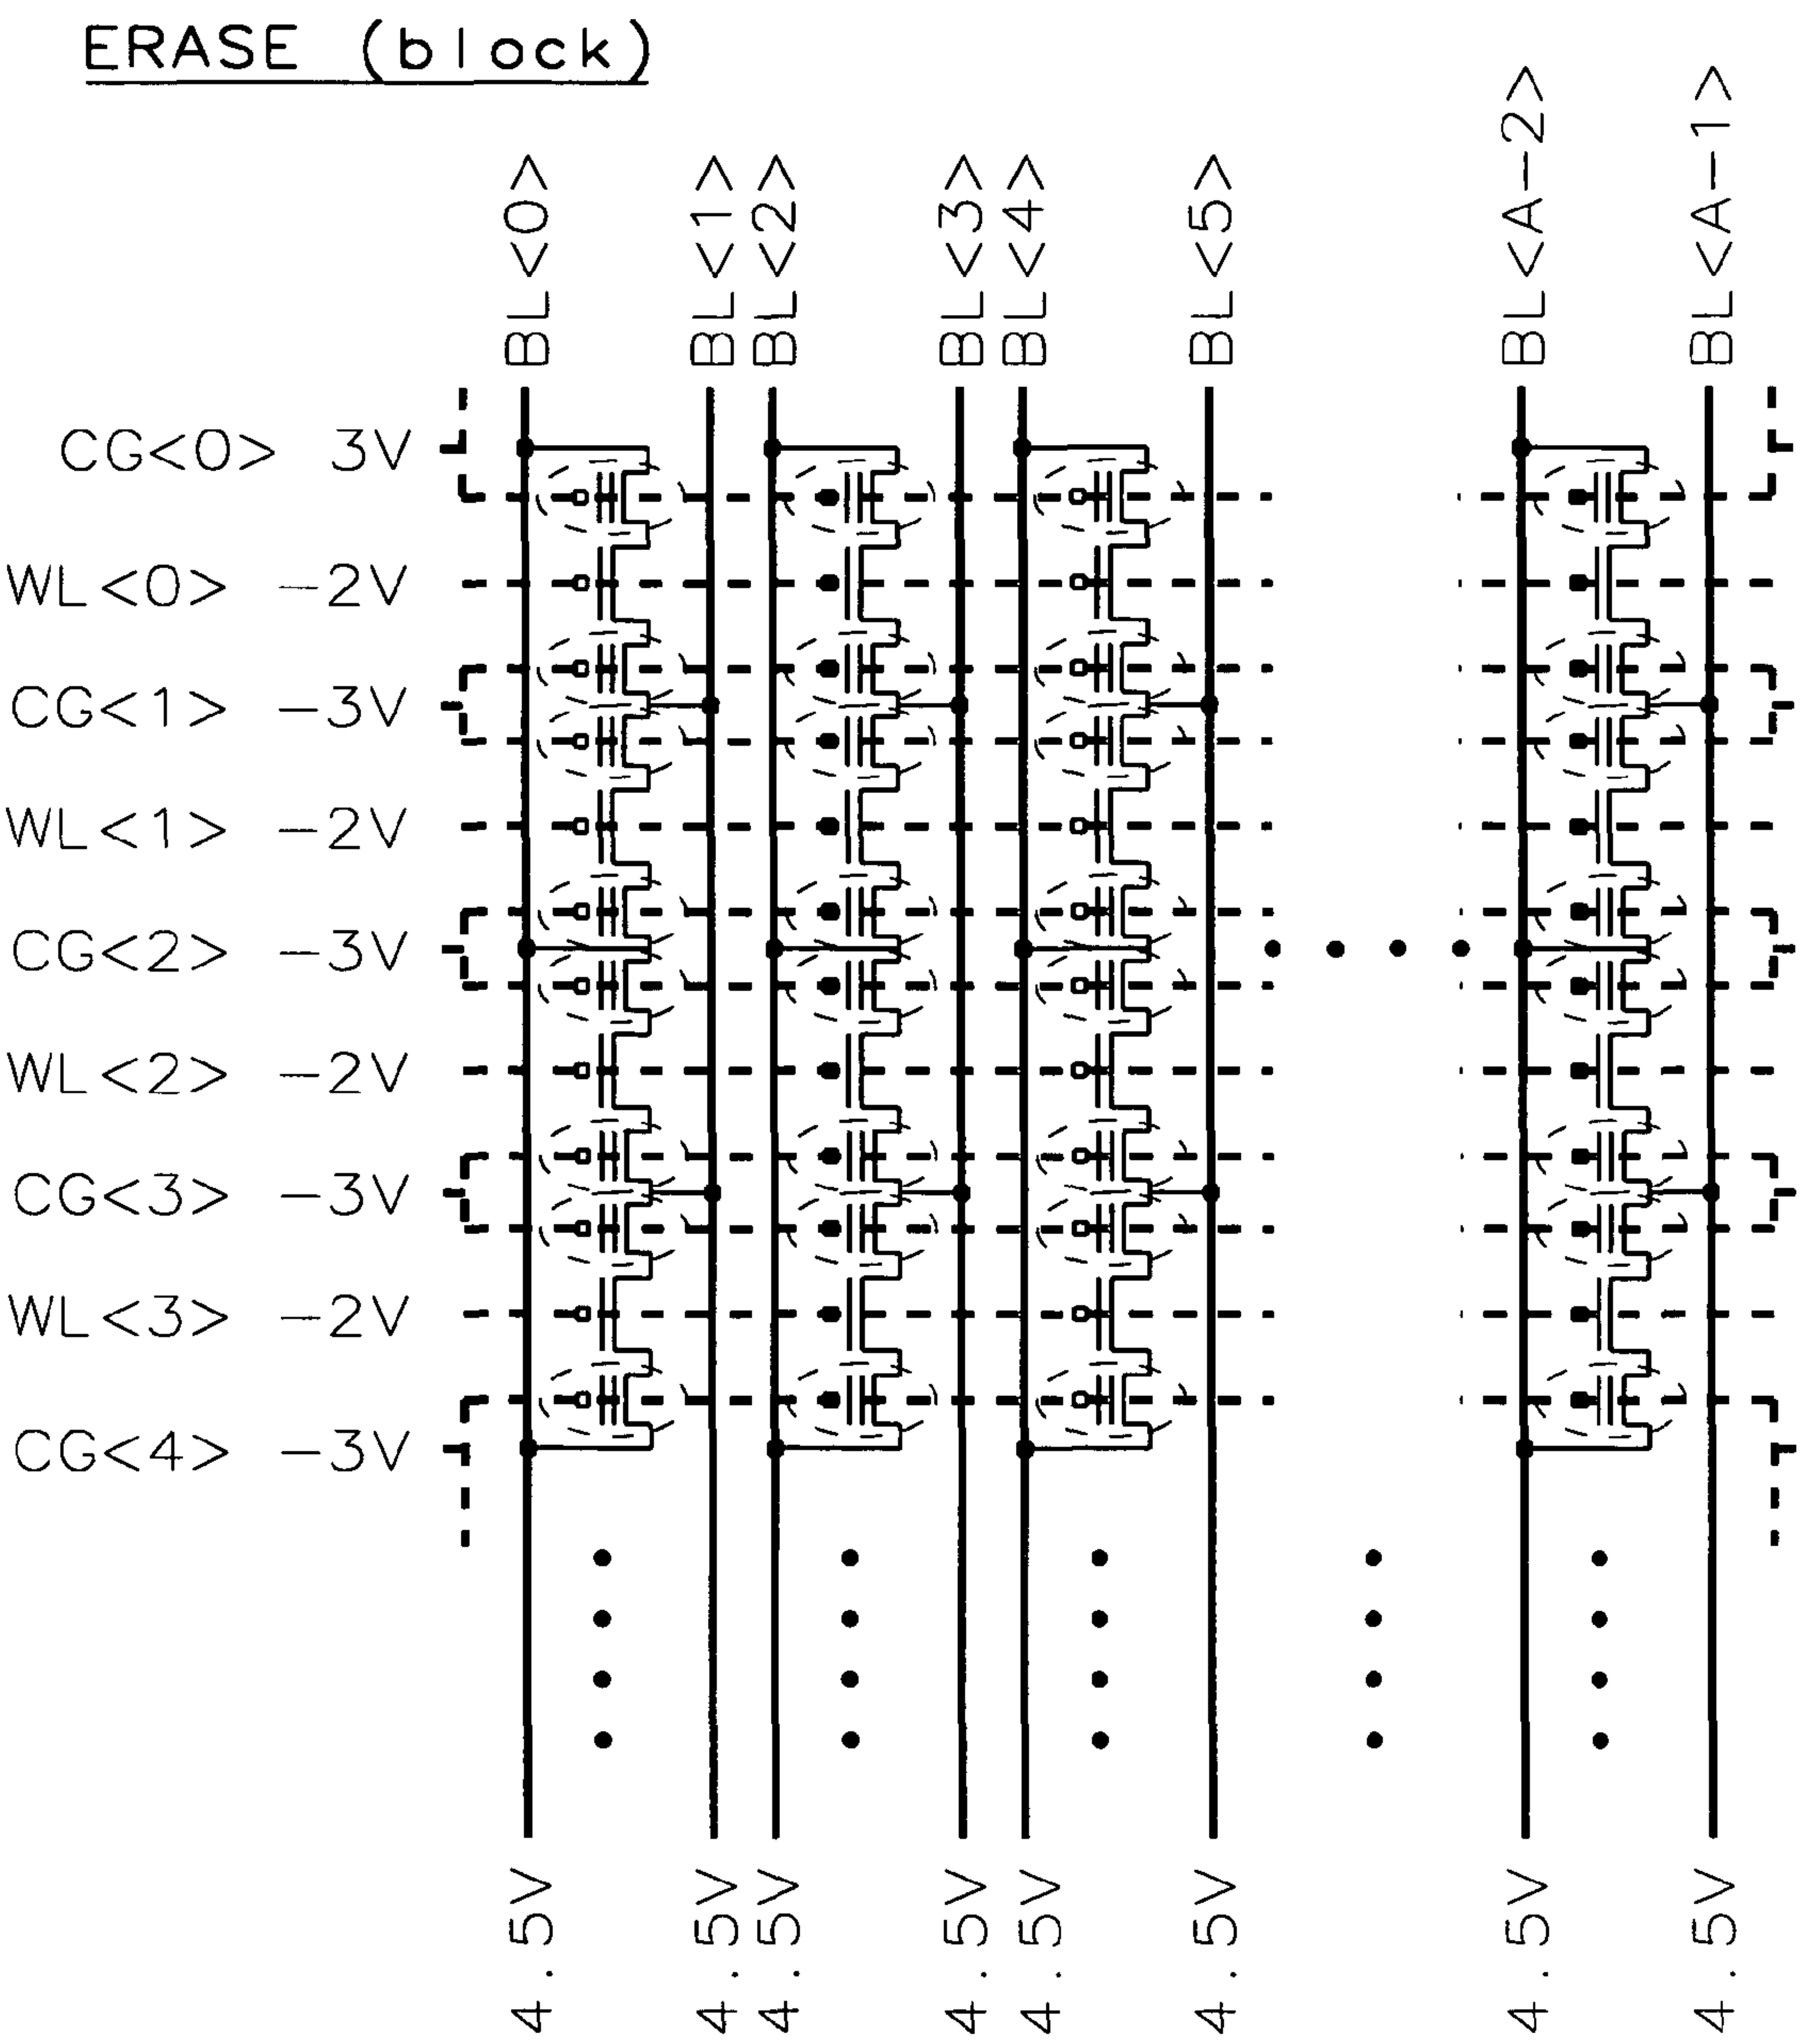 ERASE (block)
BL<0>
BL<1>
BL<2>
BL<3>
BL<4>
BL<5>
BL<A-2>
BL<A-1>
CG<0> 3V
WL<0> -2V
CG<1> -3V
WL<1> -2V
CG<2> -3V
WL<2> -2V
CG<3> -3V
WL<3> -2V
CG<4> -3V
4.5V
4.5V
4.5V
4.5V
4.5V
4.5V
4.5V
4.5V